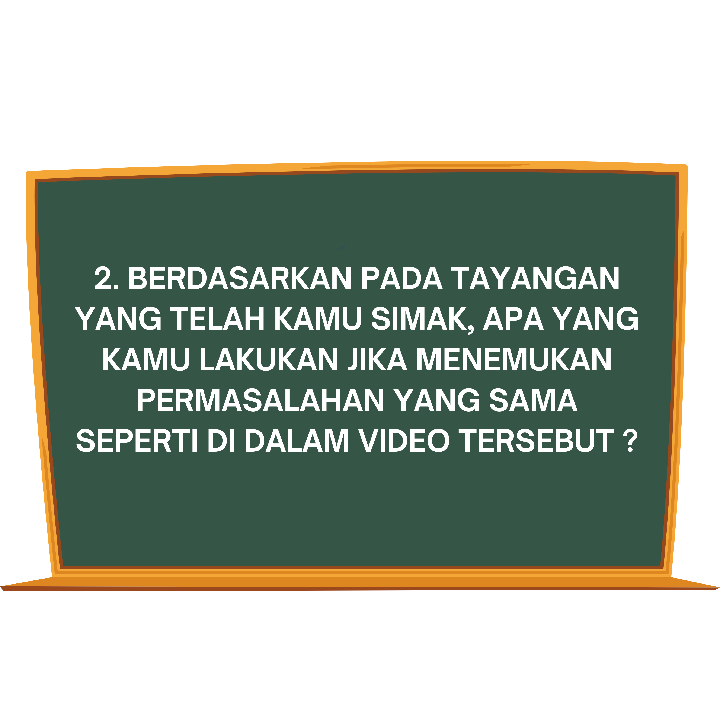 2. BERDASARKAN PADA TAYANGAN
YANG TELAH KAMU SIMAK, APA YANG
KAMU LAKUKAN JIKA MENEMUKAN
PERMASALAHAN YANG SAMA
SEPERTI DI DALAM VIDEO TERSEBUT ?